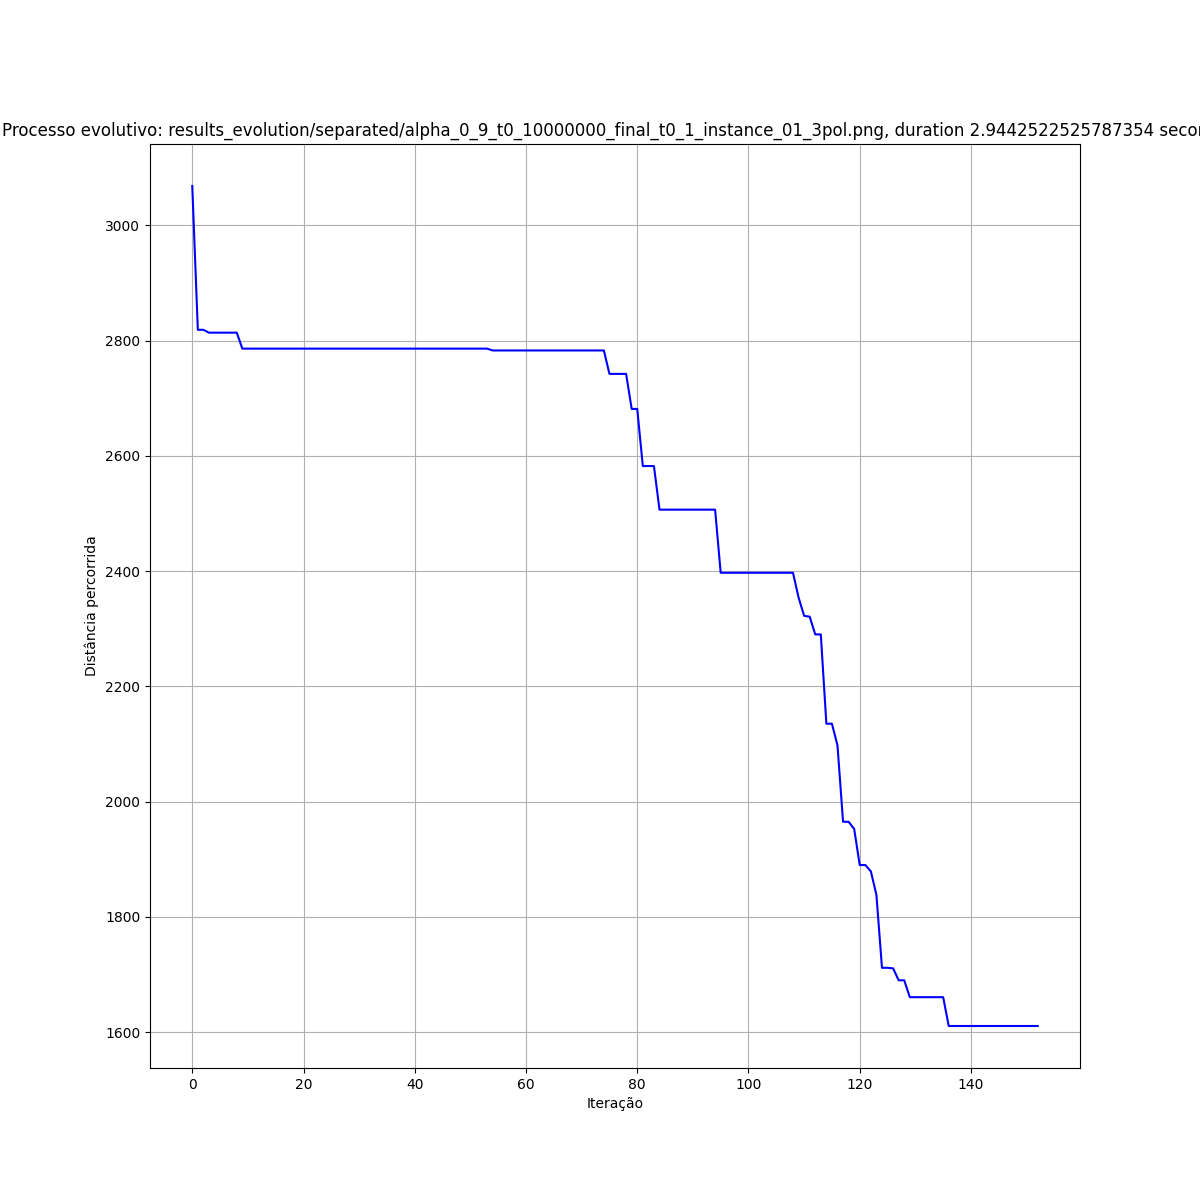 Processo evolutivo: results_evolution/separated/alpha_0_9_t0_10000000_final_t0_1_instance_01_3pol.png, duration 2.9442522525787354
3000
2800
2600
2400
2200
2000
1800
1600
Distância percorrida
0 20 40 60 80 100 120 140
Iteração